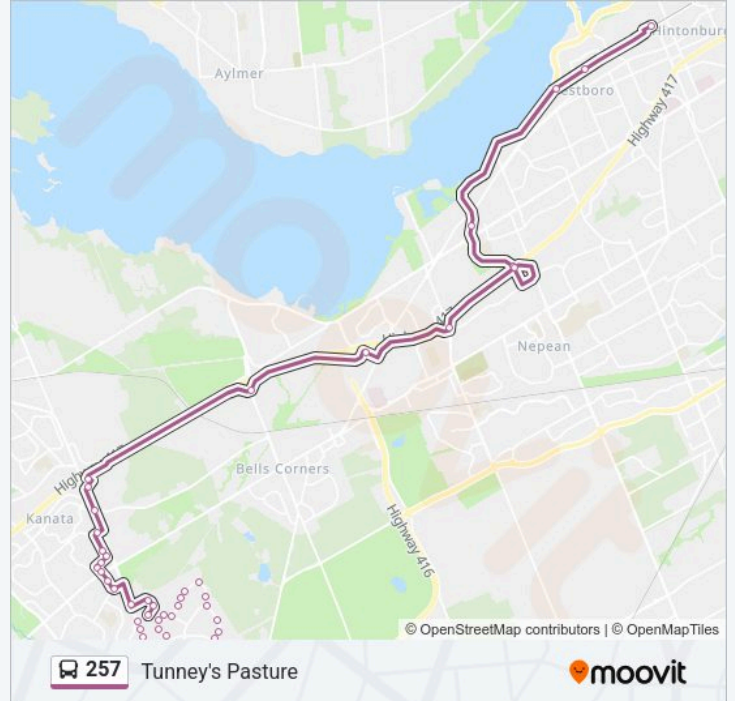 Aylmer
Hintonburg
Westboro
Highway 417
Nepean
Bells Corners
Kanata
Highway 416
© OpenStreetMap contributors | © OpenMapTiles
257 Tunney's Pasture
moovit